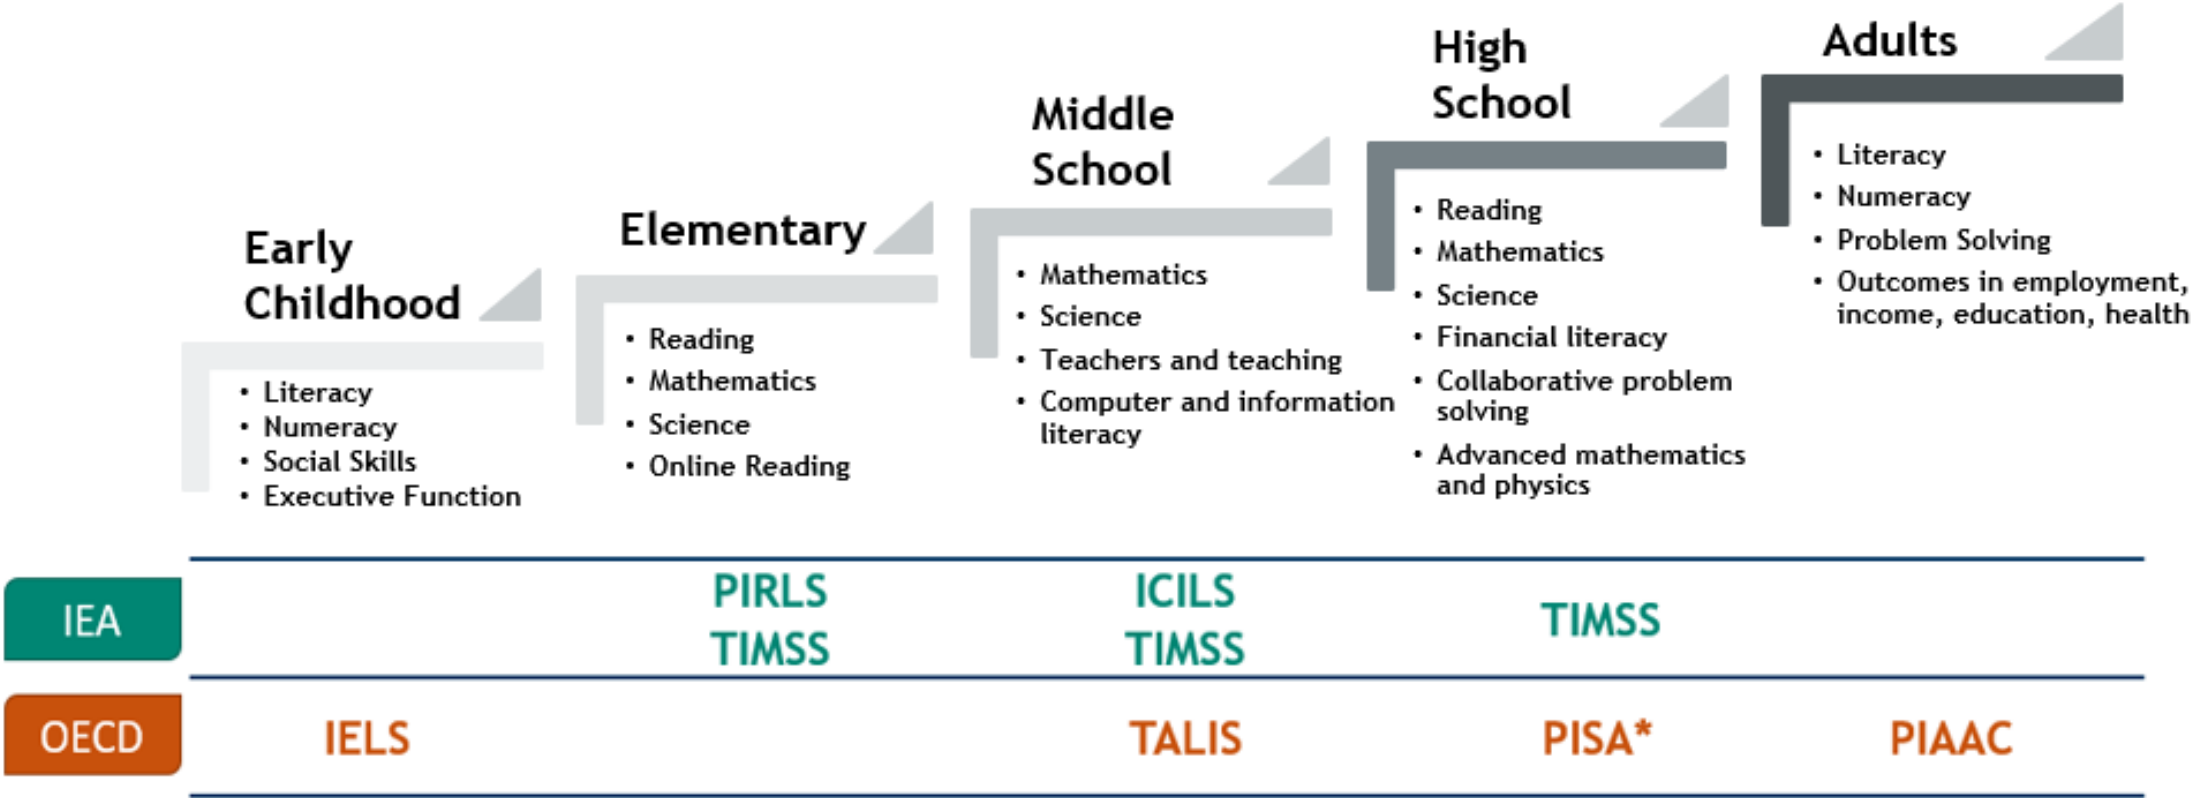 Early
Childhood
• Literacy
• Numeracy
• Social Skills
• Executive Function
Elementary
• Reading
• Mathematics
• Science
• Online Reading
Middle
School
• Mathematics
• Science
• Teachers and teaching
• Computer and information
literacy
High
School
• Reading
• Mathematics
• Science
• Financial literacy
• Collaborative problem
solving
• Advanced mathematics
and physics
Adults
• Literacy
• Numeracy
• Problem Solving
• Outcomes in employment,
income, education, health
IEA
PIRLS
TIMSS
ICILS
TIMSS
TIMSS
OECD
IELS
TALIS
PISA*
PIAAC